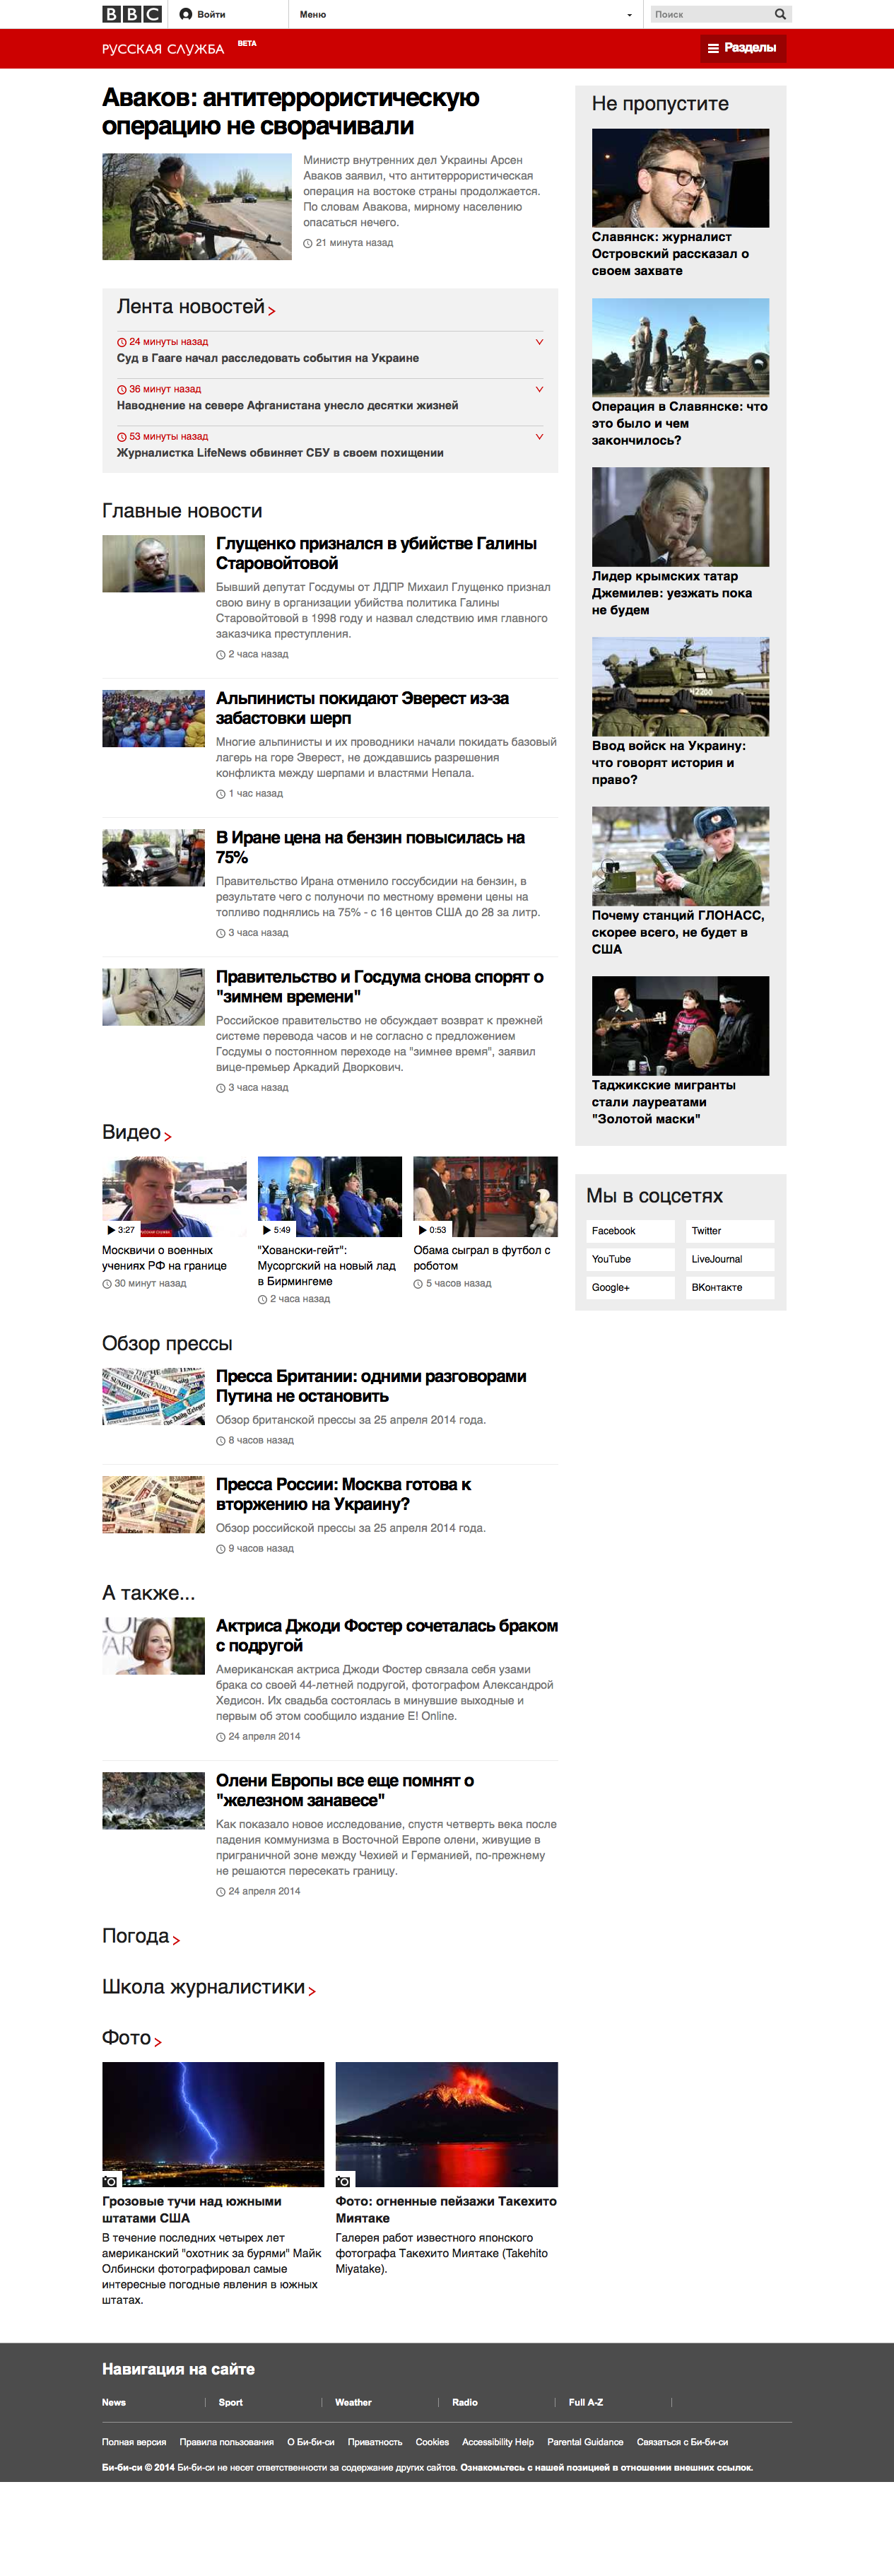 BBC
Войти
Меню
Поиск
РУССКАЯ СЛУЖБА
BETA
Разделы
Аваков: антитеррористическую
операцию не сворачивали
Министр внутренних дел Украины Арсен
Аваков заявил, что антитеррористическая
операция на востоке страны продолжается.
По словам Авакова, мирному населению
опасаться нечего.
21 минута назад
Лента новостей
24 минуты назад
Суд в Гааге начал расследовать события на Украине
36 минут назад
Наводнение на севере Афганистана унесло десятки жизней
53 минуты назад
Журналистка LifeNews обвиняет СБУ в своем похищении
Главные новости
Глущенко признался в убийстве Галины
Старовойтовой
Бывший депутат Госдумы от ЛДПР Михаил Глущенко признал
свою вину в организации убийства политика Галины
Старовойтовой в 1998 году и назвал следствию имя главного
заказчика преступления.
2 часа назад
Альпинисты покидают Эверест из-за
забастовки шерп
Многие альпинисты и их проводники начали покидать базовый
лагерь на горе Эверест, не дождавшись разрешения
конфликта между шерпами и властями Непала.
1 час назад
В Иране цена на бензин повысилась на
75%
Правительство Ирана отменило госсубсидии на бензин, в
результате чего с полуночи по местному времени цены на
топливо поднялись на 75% - с 16 центов США до 28 за литр.
3 часа назад
Правительство и Госдума снова спорят о
"зимнем времени"
Российское правительство не обсуждает возврат к прежней
системе перевода часов и не согласно с предложением
Госдумы о постоянном переходе на "зимнее время", заявил
вице-премьер Аркадий Дворкович.
3 часа назад
Видео
3:27
Москвичи о военных
учениях РФ на границе
30 минут назад
5:49
"Ховански-гейт":
Мусоргский на новый лад
в Бирмингеме
2 часа назад
0:53
Обама сыграл в футбол с
роботом
5 часов назад
Обзор прессы
Пресса Британии: одними разговорами
Путина не остановить
Обзор британской прессы за 25 апреля 2014 года.
8 часов назад
Пресса России: Москва готова к
вторжению на Украину?
Обзор российской прессы за 25 апреля 2014 года.
9 часов назад
А также...
Актриса Джоди Фостер сочеталась браком
с подругой
Американская актриса Джоди Фостер связала себя узами
брака со своей 44-летней подругой, фотографом Александрой
Хедисон. Их свадьба состоялась в минувшие выходные и
первым об этом сообщило издание E! Online.
24 апреля 2014
Олени Европы все еще помнят о
"железном занавесе"
Как показало новое исследование, спустя четверть века после
падения коммунизма в Восточной Европе олени, живущие в
приграничной зоне между Чехией и Германией, по-прежнему
не решаются пересекать границу.
24 апреля 2014
Погода
Школа журналистики
Фото
Грозовые тучи над южными
штатами США
В течение последних четырех лет
американский "охотник за бурями" Майк
Олбински фотографировал самые
интересные погодные явления в южных
штатах.
Фото: огненные пейзажи Такехито
Миятаке
Галерея работ известного японского
фотографа Такехито Миятаке (Takehito
Miyatake).
Не пропустите
Славянск: журналист
Островский рассказал о
своем захвате
Операция в Славянске: что
это было и чем
закончилось?
Лидер крымских татар
Джемилев: уезжать пока
не будем
Ввод войск на Украину:
что говорят история и
право?
Почему станций ГЛОНАСС,
скорее всего, не будет в
США
Таджикские мигранты
стали лауреатами
"Золотой маски"
Мы в соцсетях
Facebook
Twitter
YouTube
LiveJournal
Google+
ВКонтакте
Навигация на сайте
News
Sport
Weather
Radio
Full A-Z
Полная версия
Правила пользования
О Би-би-си
Приватность
Cookies
Accessibility Help
Parental Guidance
Связаться с Би-би-си
Би-би-си © 2014 Би-би-си не несет ответственности за содержание других сайтов. Ознакомьтесь с нашей позицией в отношении внешних ссылок.